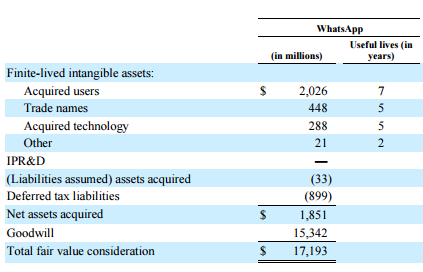 WhatsApp
(in millions) Useful lives (in years)
Finite-lived intangible assets:
Acquired users $ 2,026 7
Trade names 448 5
Acquired technology 288 5
Other 21 2
IPR&D —
(Liabilities assumed) assets acquired (33)
Deferred tax liabilities (899)
Net assets acquired $ 1,851
Goodwill 15,342
Total fair value consideration $ 17,193